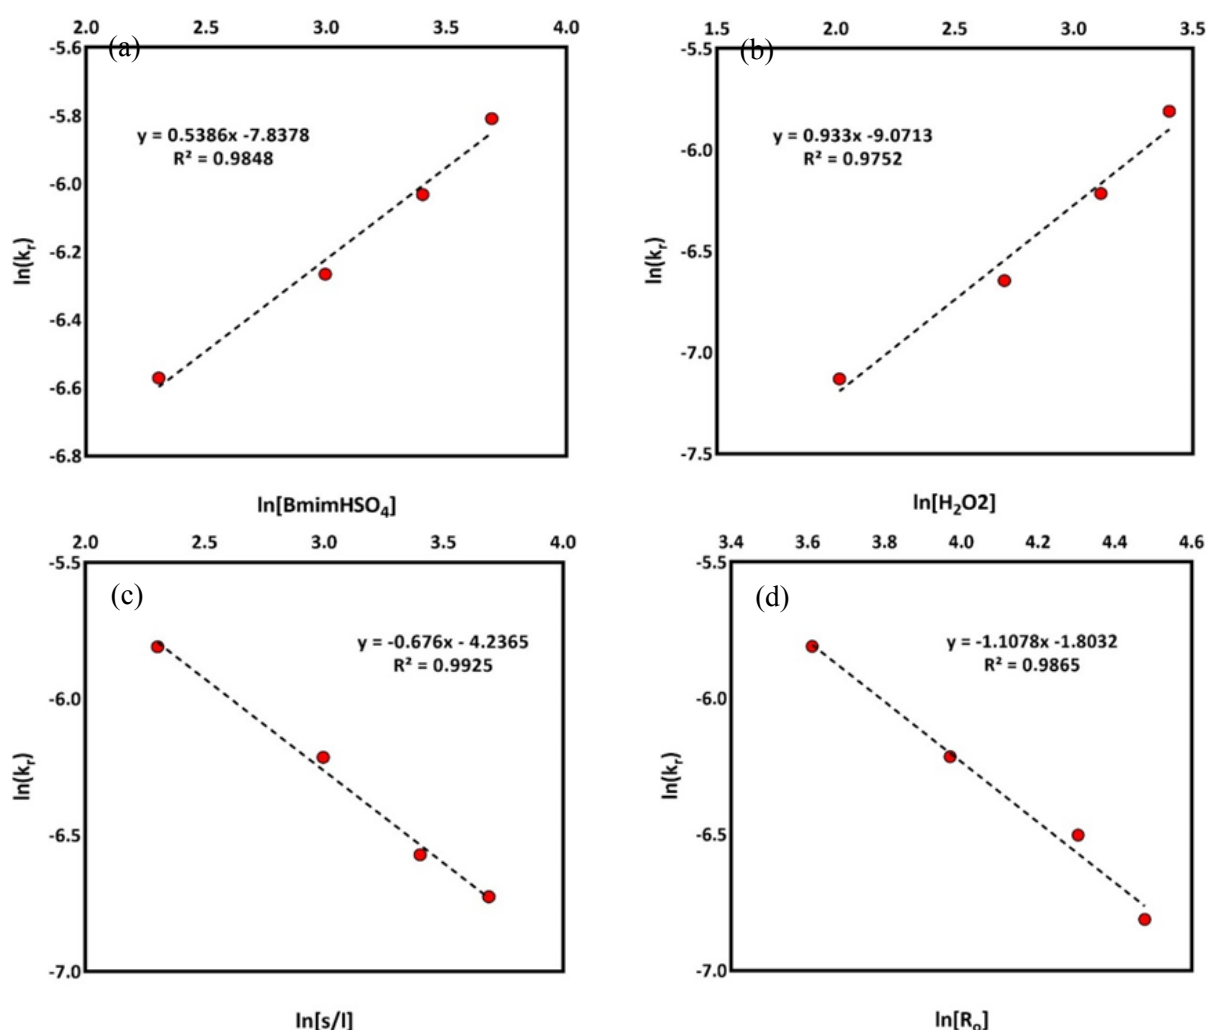 2.0 2.5 3.0 3.5 4.0
(a)
-5.6
-5.8
-6.0
-6.2
-6.4
-6.6
-6.8
y = 0.5386x -7.8378
R² = 0.9848
ln(kᵣ)
ln[BmimHSO₄]
1.5 2.0 2.5 3.0 3.5
(b)
-5.5
-6.0
-6.5
-7.0
-7.5
y = 0.933x -9.0713
R² = 0.9752
ln(kᵣ)
ln[H₂O2]
2.0 2.5 3.0 3.5 4.0
(c)
-5.5
-6.0
-6.5
-7.0
y = -0.676x - 4.2365
R² = 0.9925
ln(kᵣ)
ln[s/l]
3.4 3.6 3.8 4.0 4.2 4.4 4.6
(d)
-5.5
-6.0
-6.5
-7.0
y = -1.1078x -1.8032
R² = 0.9865
ln(kᵣ)
ln[Rₒ]